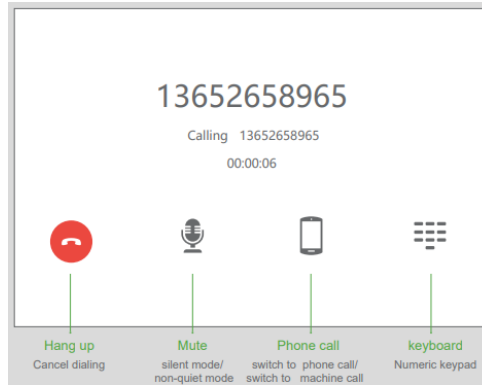 13652658965
Calling 13652658965
00:00:06
Hang up
Cancel dialing
Mute
silent mode/
non-quiet mode
Phone call
switch to phone call/
switch to machine call
keyboard
Numeric keypad